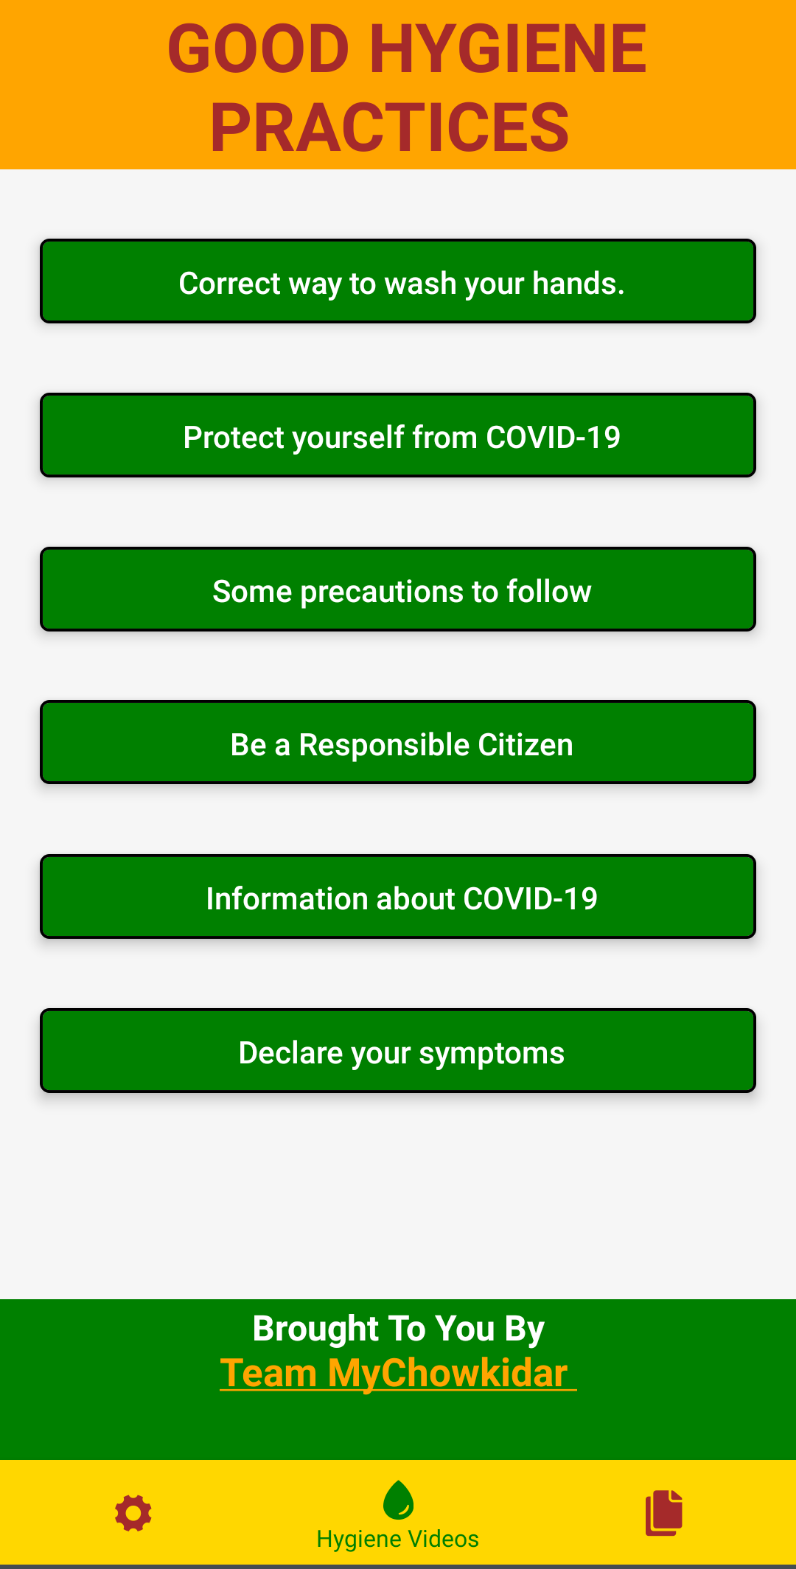 GOOD HYGIENE
PRACTICES
Correct way to wash your hands.
Protect yourself from COVID-19
Some precautions to follow
Be a Responsible Citizen
Information about COVID-19
Declare your symptoms
Brought To You By
Team MyChowkidar
Hygiene Videos